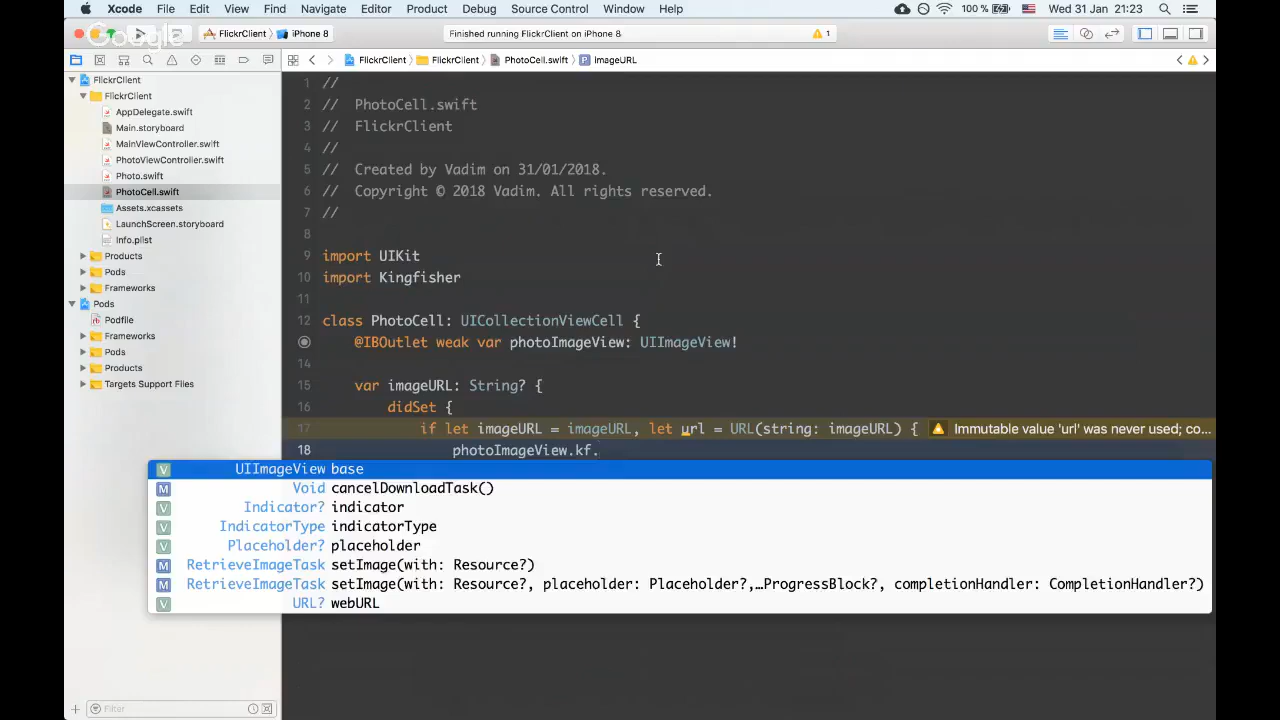 Xcode File Edit View Find Navigate Editor Product Debug Source Control Window Help 100 % Wed 31 Jan 21:23
Google
FlickrClient iPhone 8 Finished running FlickrClient on iPhone 8 1
FlickrClient FlickrClient PhotoCell.swift P imageURL
FlickrClient
FlickrClient
AppDelegate.swift
Main.storyboard
MainViewController.swift
PhotoViewController.swift
Photo.swift
PhotoCell.swift
Assets.xcassets
LaunchScreen.storyboard
Info.plist
Products
Pods
Frameworks
Pods
Podfile
Frameworks
Pods
Products
Targets Support Files
Filter
1 //
2 // PhotoCell.swift
3 // FlickrClient
4 //
5 // Created by Vadim on 31/01/2018.
6 // Copyright © 2018 Vadim. All rights reserved.
7 //
8
9 import UIKit
10 import Kingfisher
11
12 class PhotoCell: UICollectionViewCell {
@IBOutlet weak var photoImageView: UIImageView!
14
15 var imageURL: String? {
16 didSet {
17 if let imageURL = imageURL, let url = URL(string: imageURL) { Immutable value 'url' was never used; co...
18 photoImageView.kf.
V UIImageView base
M Void cancelDownloadTask()
V Indicator? indicator
V IndicatorType indicatorType
V Placeholder? placeholder
M RetrieveImageTask setImage(with: Resource?)
M RetrieveImageTask setImage(with: Resource?, placeholder: Placeholder?,…ProgressBlock?, completionHandler: CompletionHandler?)
V URL? webURL